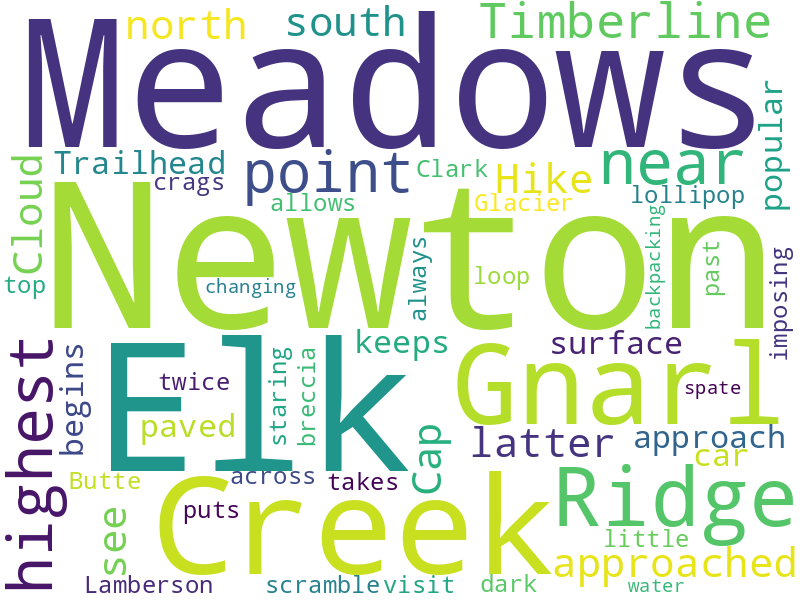 north
south
Timberline
Meadows
popular
Cloud
Trailhead
crags
point
Clark
Hike
near
allows
Glacier
lollipop
Newton
top
changing
always
loop
backpacking
past
imposing
highest
begins
Elk
twice
staring
breccia
keeps
surface
Gnarl
spate
paved
Cap
latter
approach
car
Butte
across
takes
Creek
puts
Ridge
see
little
approached
Lamberson
scramble
visit
dark
water